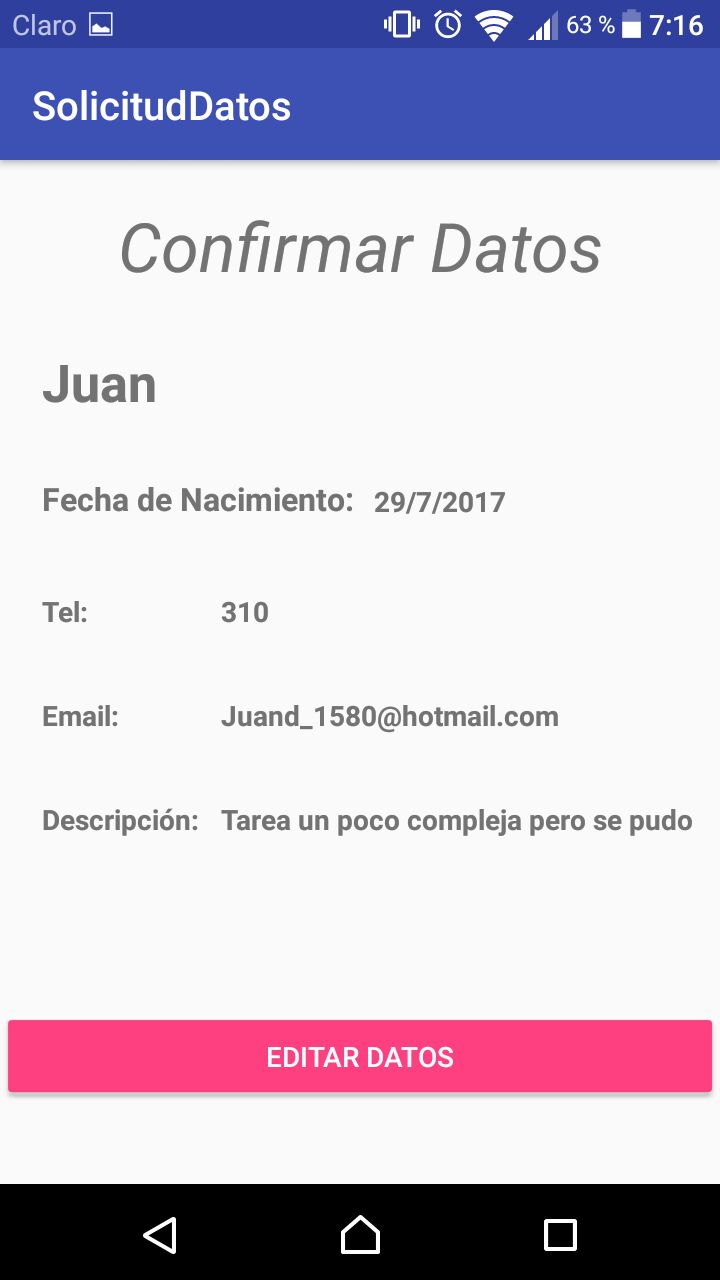 Claro 63 % 7:16
SolicitudDatos
Confirmar Datos
Juan
Fecha de Nacimiento: 29/7/2017
Tel: 310
Email: Juand_1580@hotmail.com
Descripción: Tarea un poco compleja pero se pudo
EDITAR DATOS